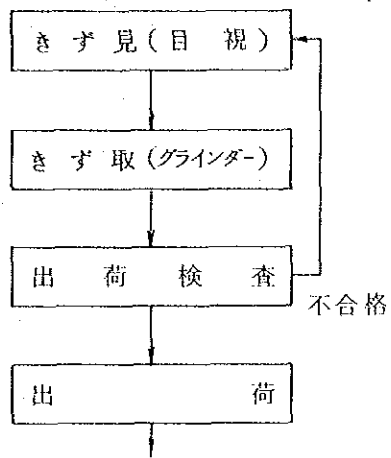 きず見(目視)
きず取(グラインダー)
出荷検査
不合格
出荷